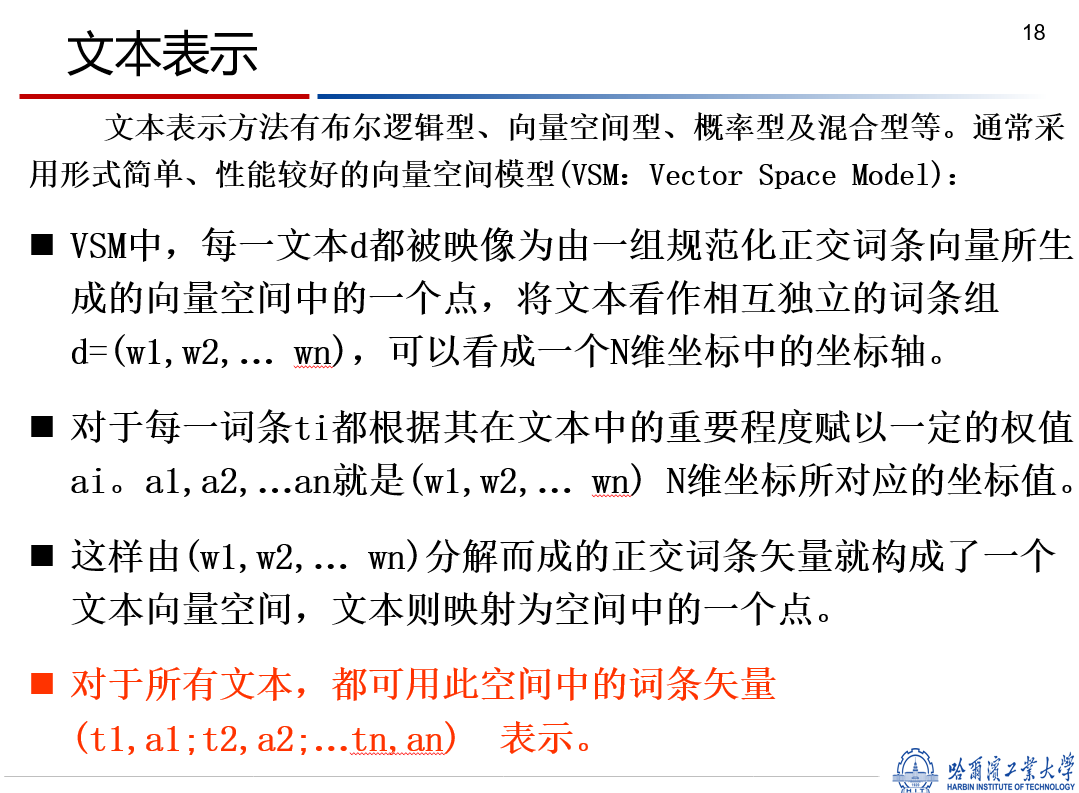 18
文本表示
文本表示方法有布尔逻辑型、向量空间型、概率型及混合型等。通常采
用形式简单、性能较好的向量空间模型(VSM：Vector Space Model)：
■ VSM中，每一文本d都被映像为由一组规范化正交词条向量所生
成的向量空间中的一个点，将文本看作相互独立的词条组
d=(w1,w2,… wn)，可以看成一个N维坐标中的坐标轴。
■ 对于每一词条ti都根据其在文本中的重要程度赋以一定的权值
ai。a1,a2,…an就是(w1,w2,… wn) N维坐标所对应的坐标值。
■ 这样由(w1,w2,… wn)分解而成的正交词条矢量就构成了一个
文本向量空间，文本则映射为空间中的一个点。
■ 对于所有文本，都可用此空间中的词条矢量
(t1,a1;t2,a2;…tn,an) 表示。
哈爾濱工業大學
HARBIN INSTITUTE OF TECHNOLOGY